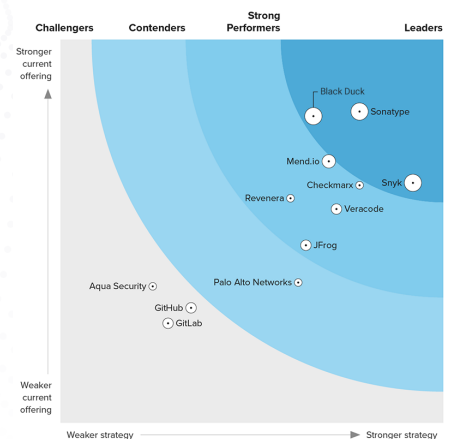 Challengers
Contenders
Strong
Performers
Leaders
Stronger
current
offering
Black Duck
Sonatype
Mend.io
Checkmarx
Snyk
Revenera
Veracode
JFrog
Palo Alto Networks
Aqua Security
GitHub
GitLab
Weaker
current
offering
Weaker strategy
Stronger strategy